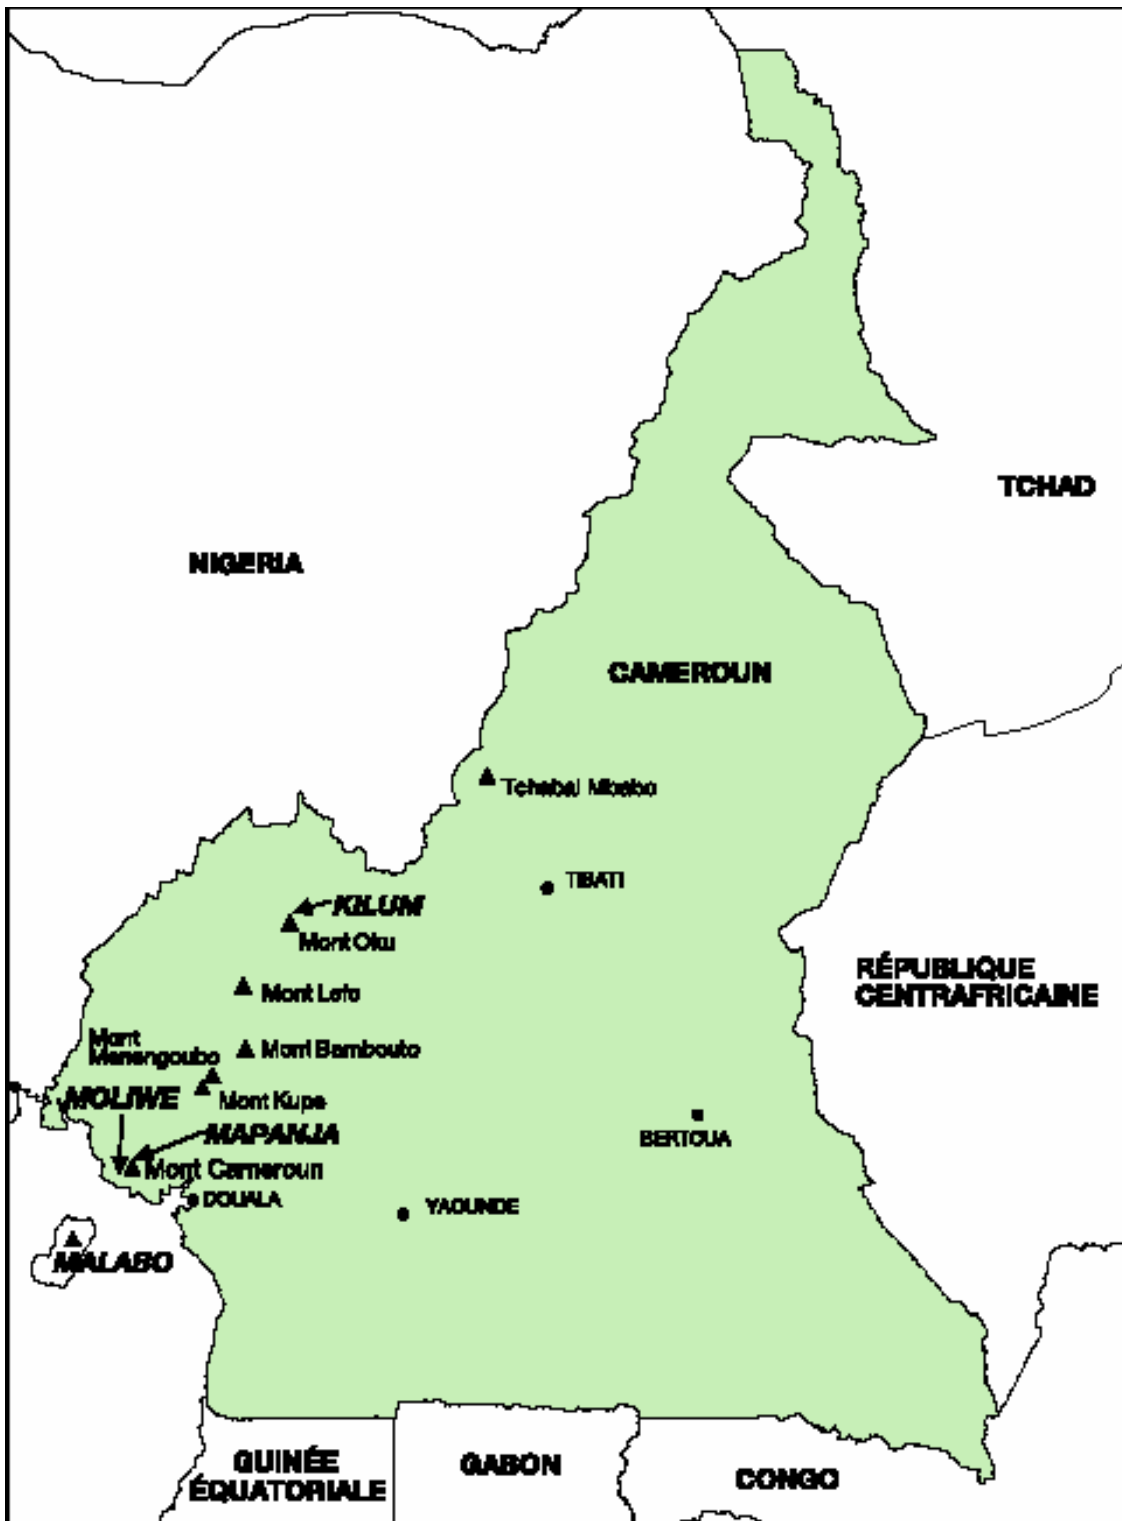 TCHAD
NIGERIA
CAMEROUN
Tchabal Mbabo
TIBATI
KILUM
Mont Oku
RÉPUBLIQUE
CENTRAFRICAINE
Mont Lefo
Mont
Manengoubo
Mont Bambouto
MOLIWE
Mont Kupe
MAPANJA
BERTOUA
Mont Cameroun
DOUALA
YAOUNDE
MALABO
GUINÉE
ÉQUATORIALE
GABON
CONGO